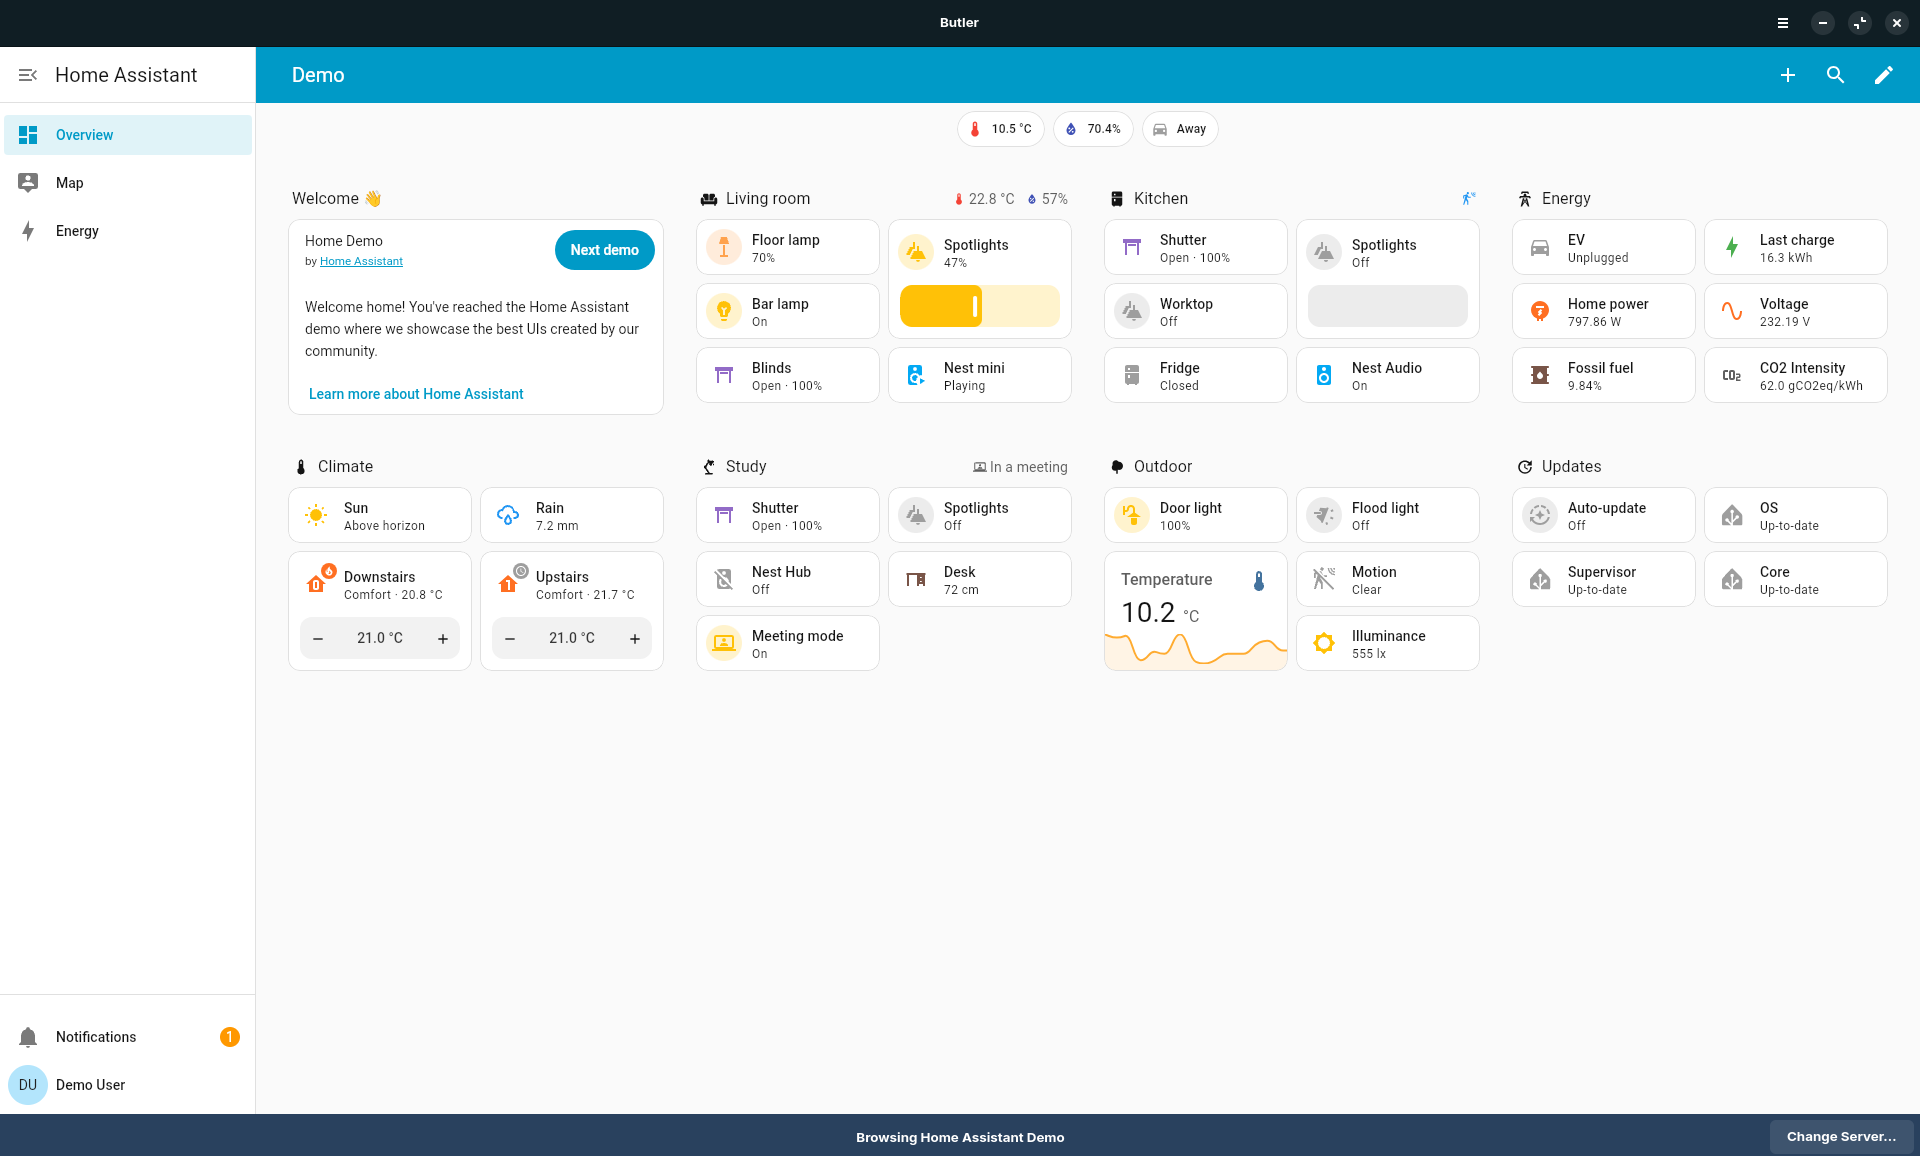 Butler
Home Assistant
Demo
Overview
Map
Energy
10.5 °C
70.4%
Away
Welcome 👋
Home Demo
by Home Assistant
Next demo
Welcome home! You've reached the Home Assistant
demo where we showcase the best UIs created by our
community.
Learn more about Home Assistant
Living room
22.8 °C
57%
Floor lamp
70%
Spotlights
47%
Bar lamp
On
Blinds
Open · 100%
Nest mini
Playing
Kitchen
Shutter
Open · 100%
Spotlights
Off
Worktop
Off
Fridge
Closed
Nest Audio
On
Energy
EV
Unplugged
Last charge
16.3 kWh
Home power
797.86 W
Voltage
232.19 V
Fossil fuel
9.84%
CO2
CO2 Intensity
62.0 gCO2eq/kWh
Climate
Sun
Above horizon
Rain
7.2 mm
0
Downstairs
Comfort · 20.8 °C
21.0 °C
1
Upstairs
Comfort · 21.7 °C
21.0 °C
Study
In a meeting
Shutter
Open · 100%
Spotlights
Off
Nest Hub
Off
Desk
72 cm
Meeting mode
On
Outdoor
Door light
100%
Flood light
Off
Temperature
10.2 °C
Motion
Clear
Illuminance
555 lx
Updates
Auto-update
Off
OS
Up-to-date
Supervisor
Up-to-date
Core
Up-to-date
Notifications
1
DU
Demo User
Browsing Home Assistant Demo
Change Server...